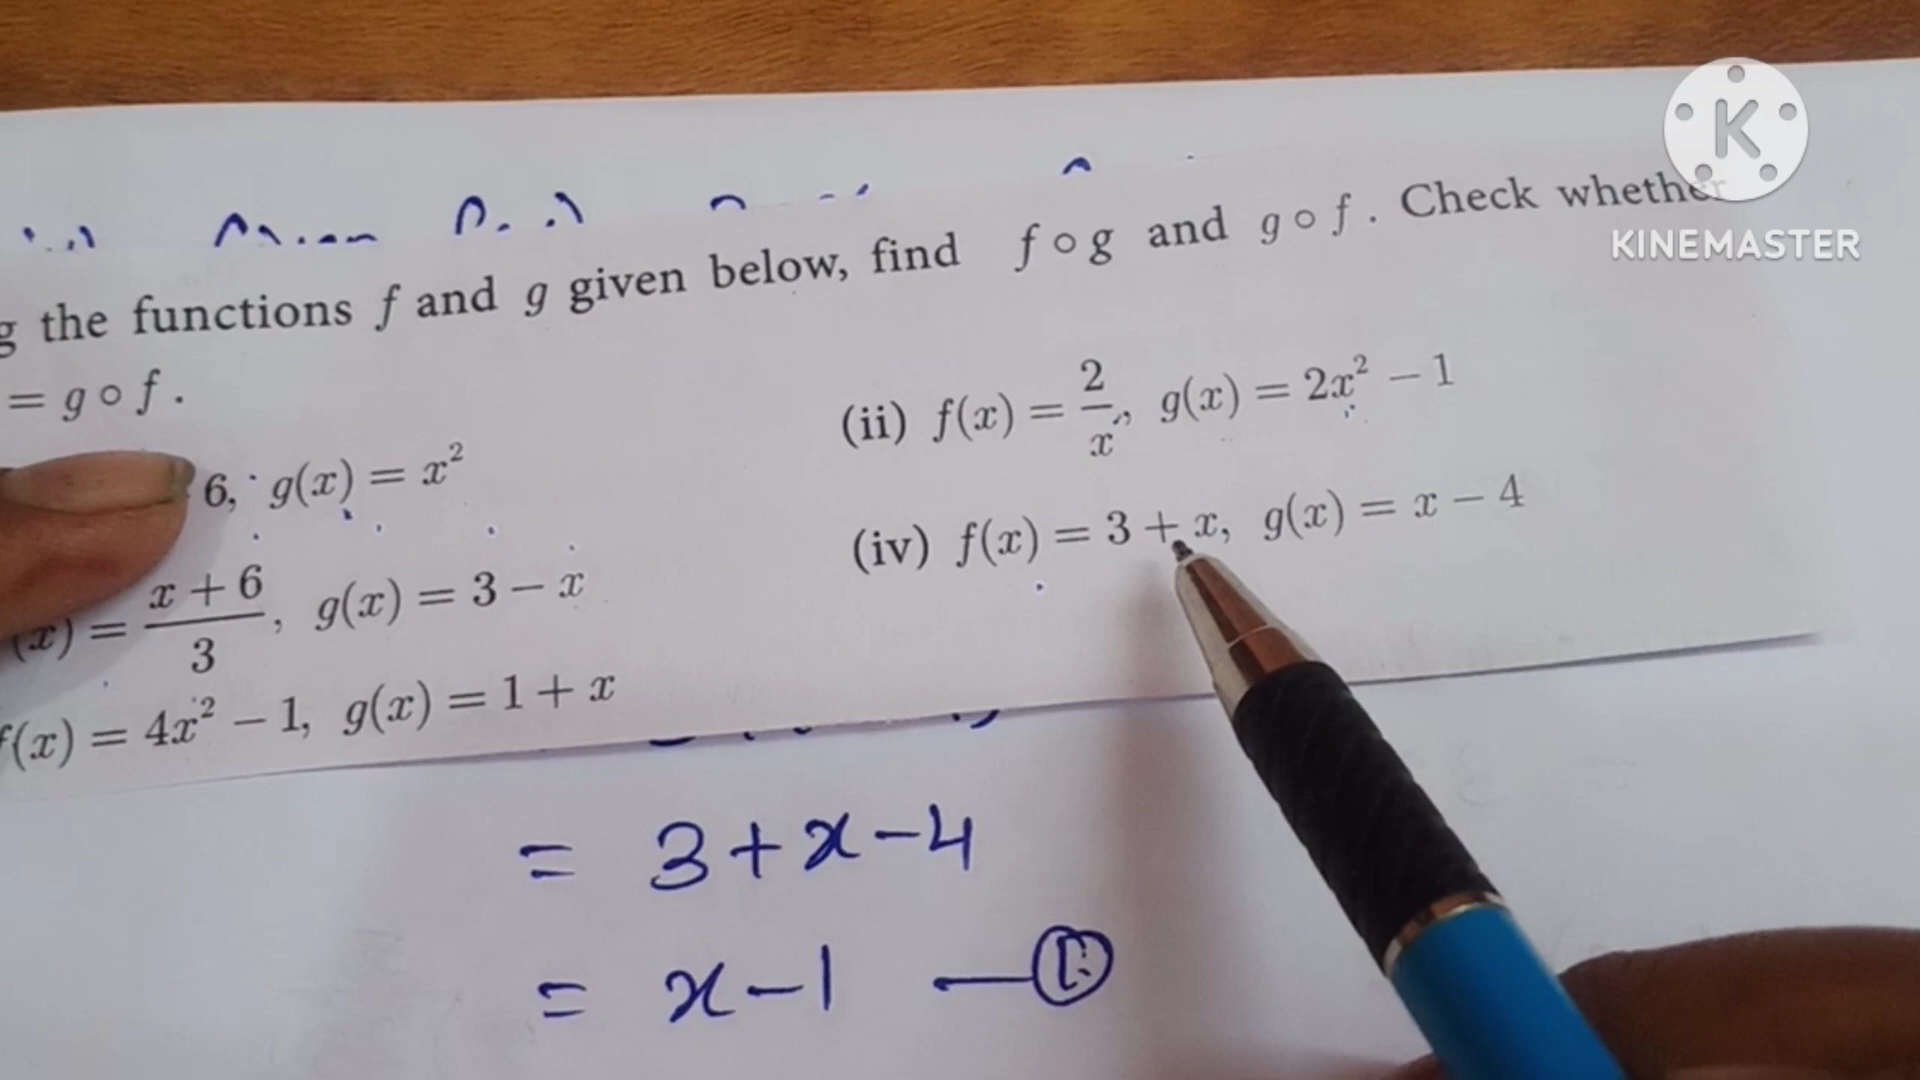 K
KINEMASTER
g the functions f and g given below, find f ∘ g and g ∘ f. Check whether
= g ∘ f.
6, g(x) = x²
(ii) f(x) = 2/x, g(x) = 2x² − 1
(x) = (x + 6)/3, g(x) = 3 − x
(iv) f(x) = 3 + x, g(x) = x − 4
f(x) = 4x² − 1, g(x) = 1 + x
= 3 + x − 4
= x − 1 —